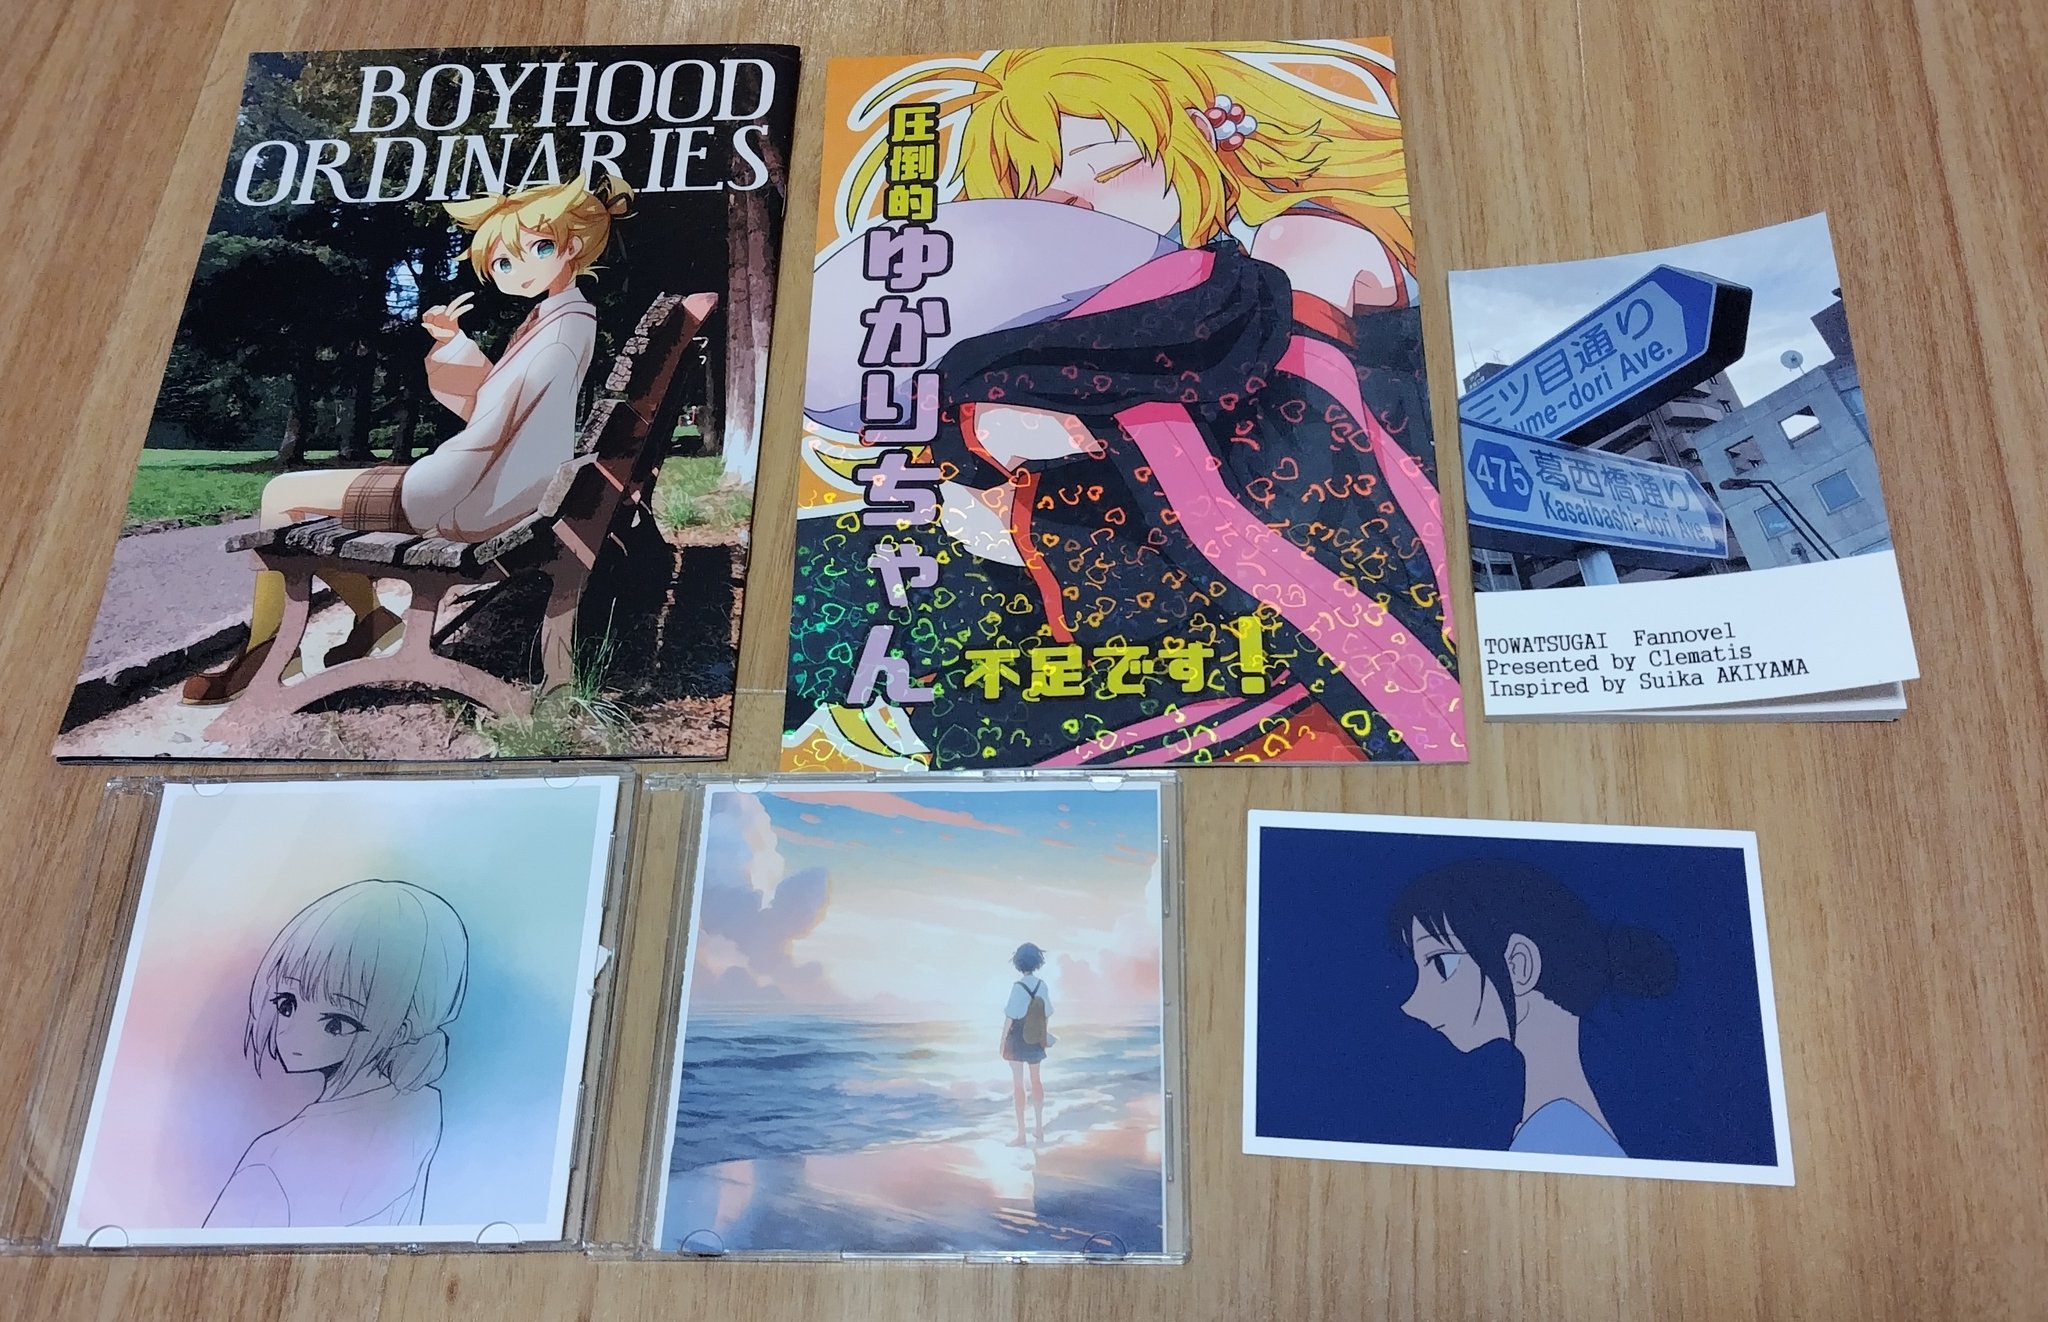 BOYHOOD
ORDINARIES
圧倒的
ゆかりちゃん
不足です!
三ツ目通り
ume-dori Ave.
475
葛西橋通り
Kasaibashi-dori Ave.
TOWATSUGAI Fannovel
Presented by Clematis
Inspired by Suika AKIYAMA